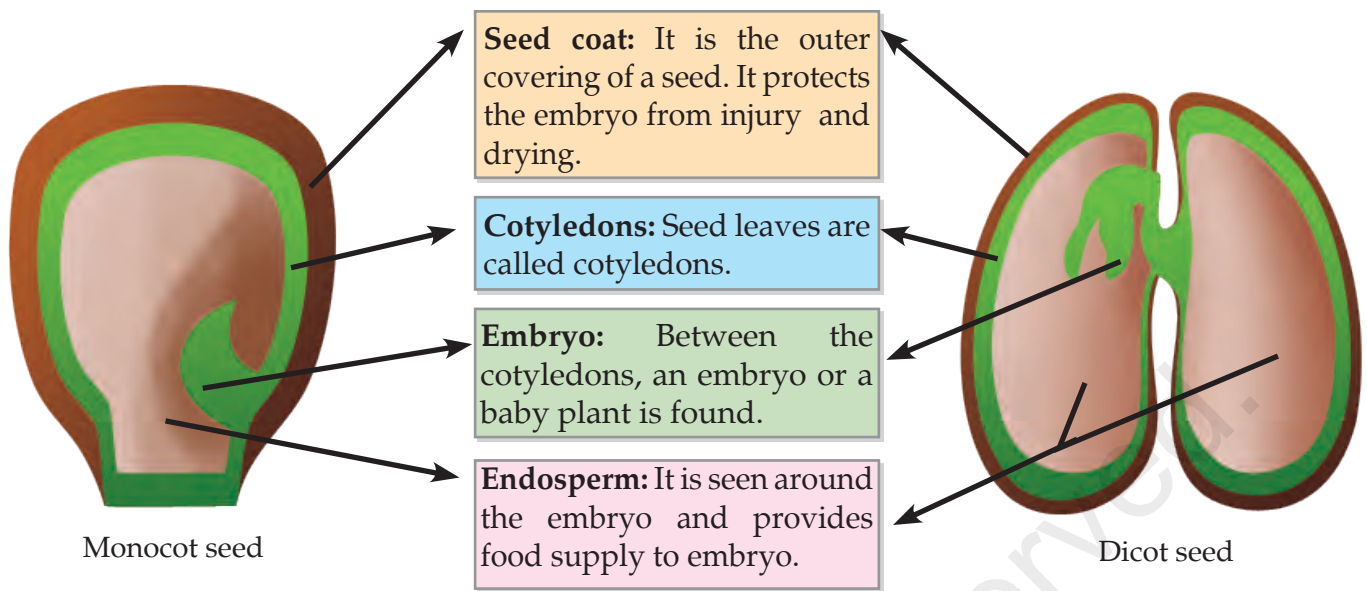 Seed coat: It is the outer
covering of a seed. It protects
the embryo from injury and
drying.
Cotyledons: Seed leaves are
called cotyledons.
Embryo: Between the
cotyledons, an embryo or a
baby plant is found.
Endosperm: It is seen around
the embryo and provides
food supply to embryo.
Monocot seed
Dicot seed